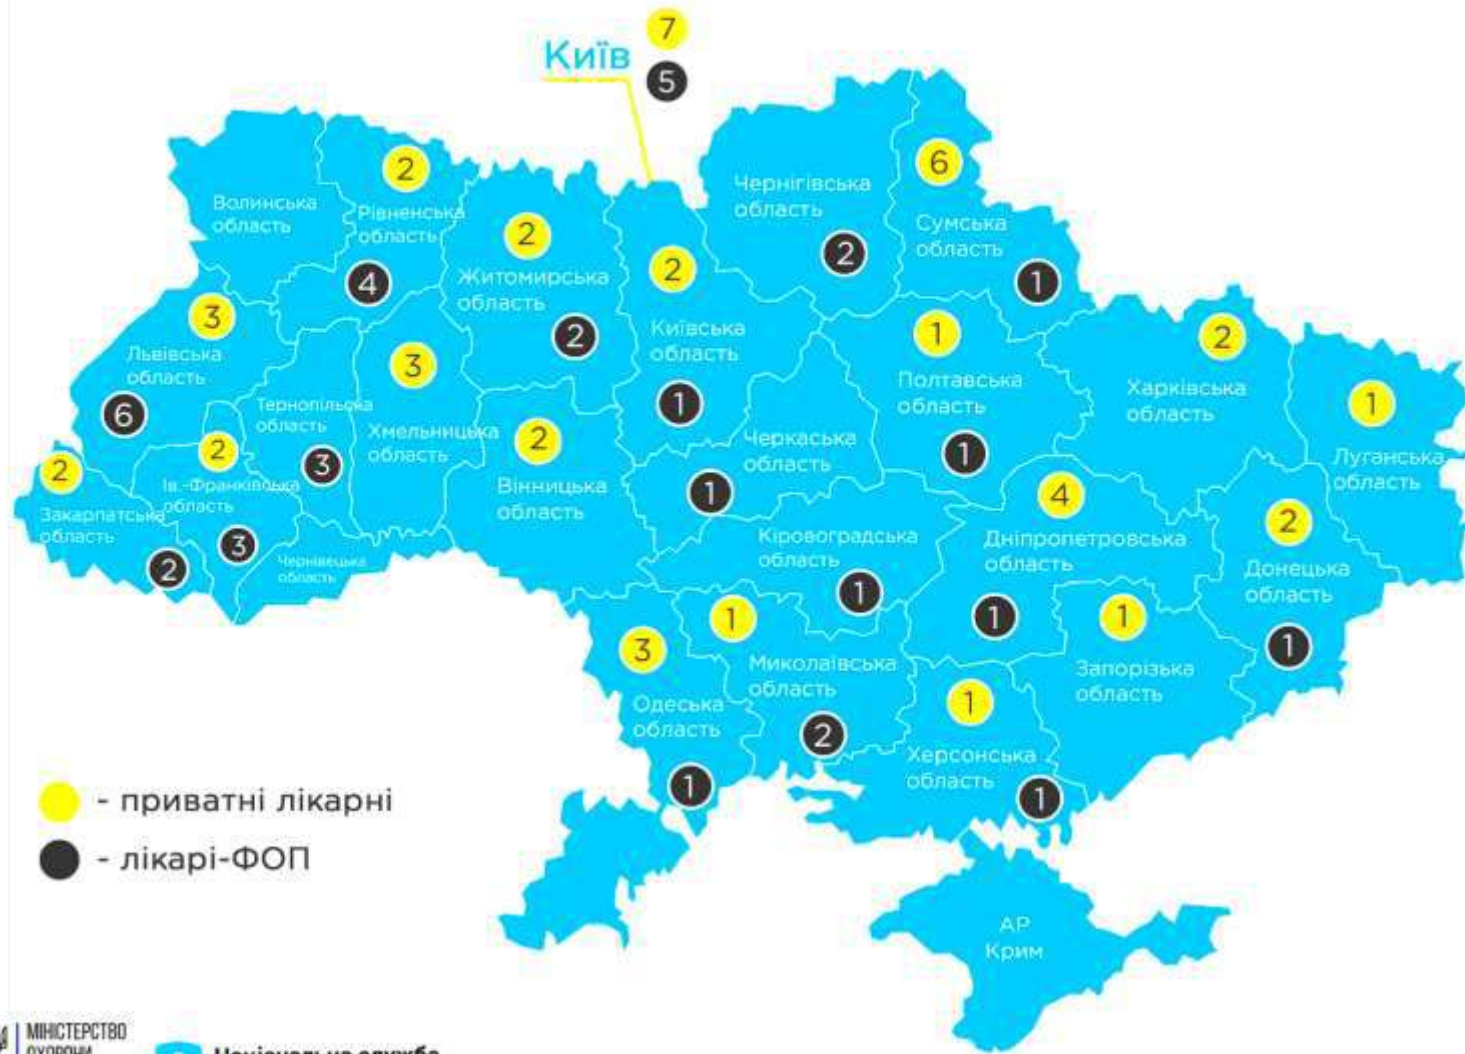 7
Київ
5
Волинська
область
2
Рівненська
область
4
2
Житомирська
область
2
Чернігівська
область
2
6
Сумська
область
1
2
Київська
область
1
3
Львівська
область
6
Тернопільска
область
3
3
Хмельницька
область
2
Вінницька
область
Черкаська
область
1
1
Полтавська
область
1
2
Харківська
область
1
Луганська
область
2
Закарпатська
область
2
2
Ів.-Франківська
область
3
Чернівецька
область
Кіровоградська
область
1
4
Дніпропетровська
область
1
2
Донецька
область
1
1
Запорізька
область
3
Одеська
область
1
1
Миколаївська
область
2
1
Херсонська
область
1
- приватні лікарні
- лікарі-ФОП
АР
Крим
МІНІСТЕРСТВО
ОХОРОНИ
Національна служба